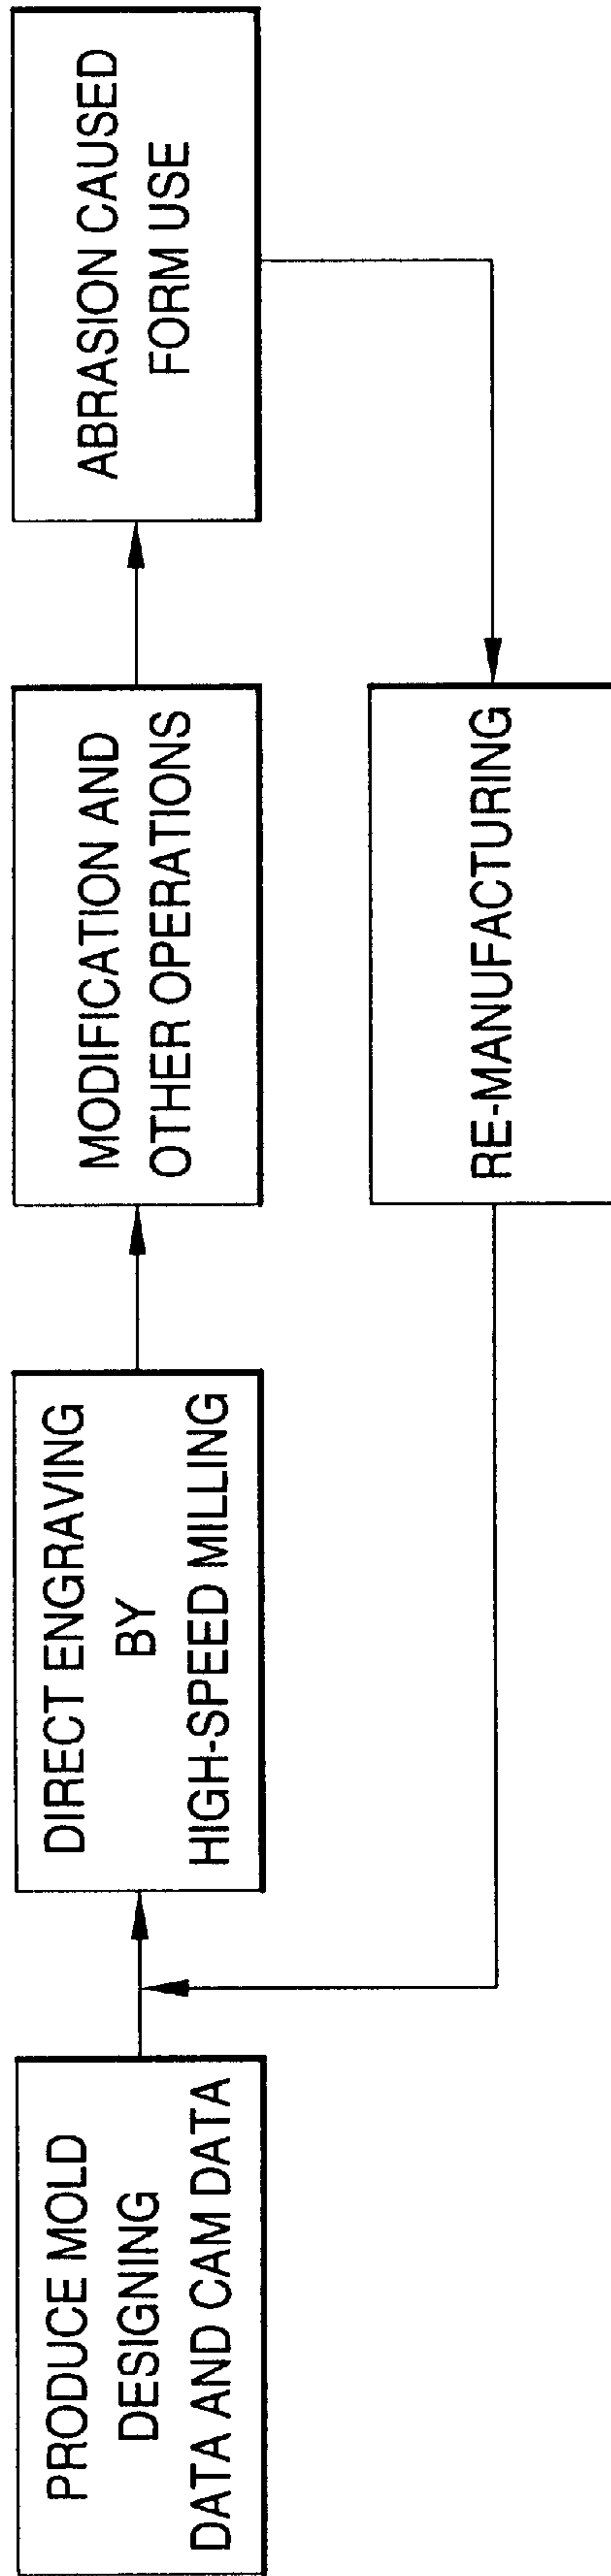 PRODUCE MOLD
DESIGNING
DATA AND CAM DATA
DIRECT ENGRAVING
BY
HIGH-SPEED MILLING
MODIFICATION AND
OTHER OPERATIONS
ABRASION CAUSED
FORM USE
RE-MANUFACTURING